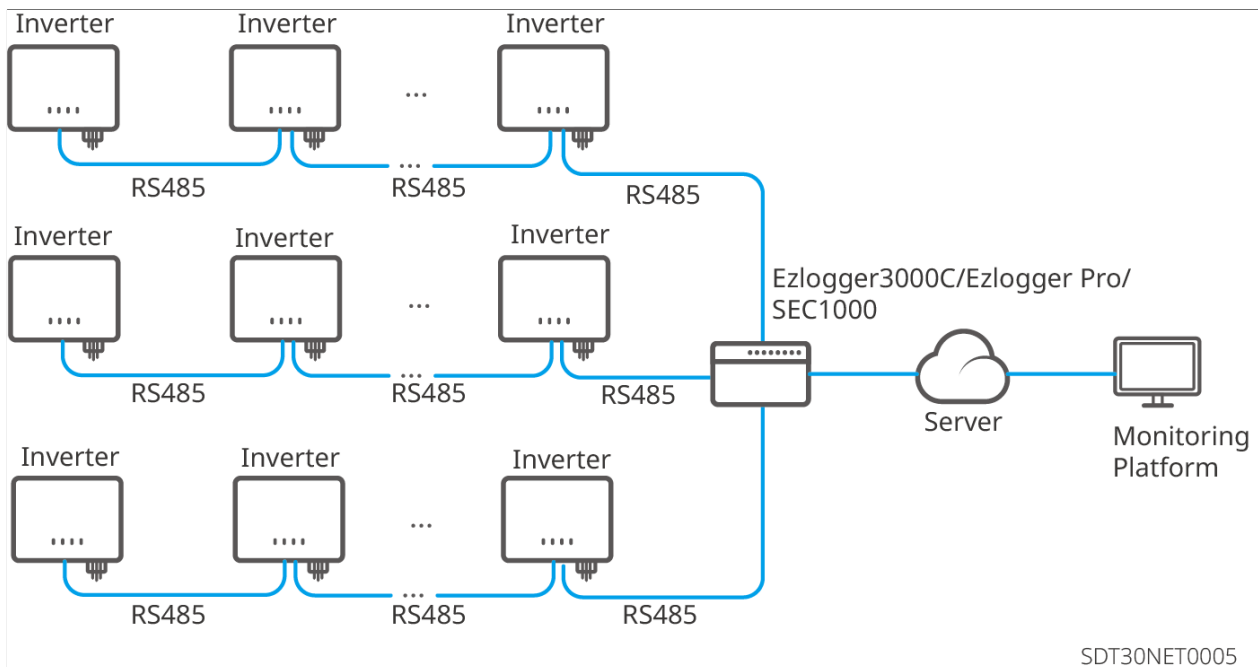 Inverter
Inverter
Inverter
...
RS485
...
RS485
RS485
Inverter
Inverter
Inverter
...
Ezlogger3000C/Ezlogger Pro/
SEC1000
RS485
...
RS485
RS485
Server
Monitoring
Platform
Inverter
Inverter
Inverter
...
RS485
...
RS485
RS485
SDT30NET0005